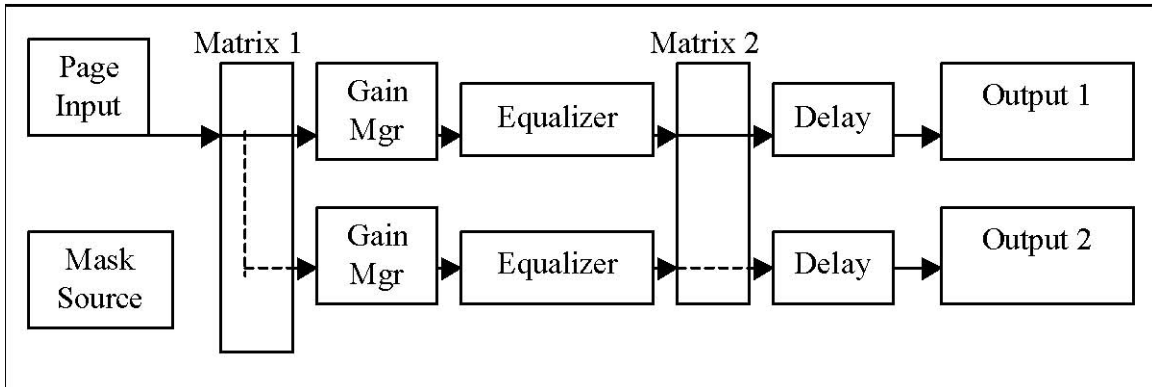 Matrix 1
Matrix 2
Page
Input
Gain
Mgr
Equalizer
Delay
Output 1
Mask
Source
Gain
Mgr
Equalizer
Delay
Output 2